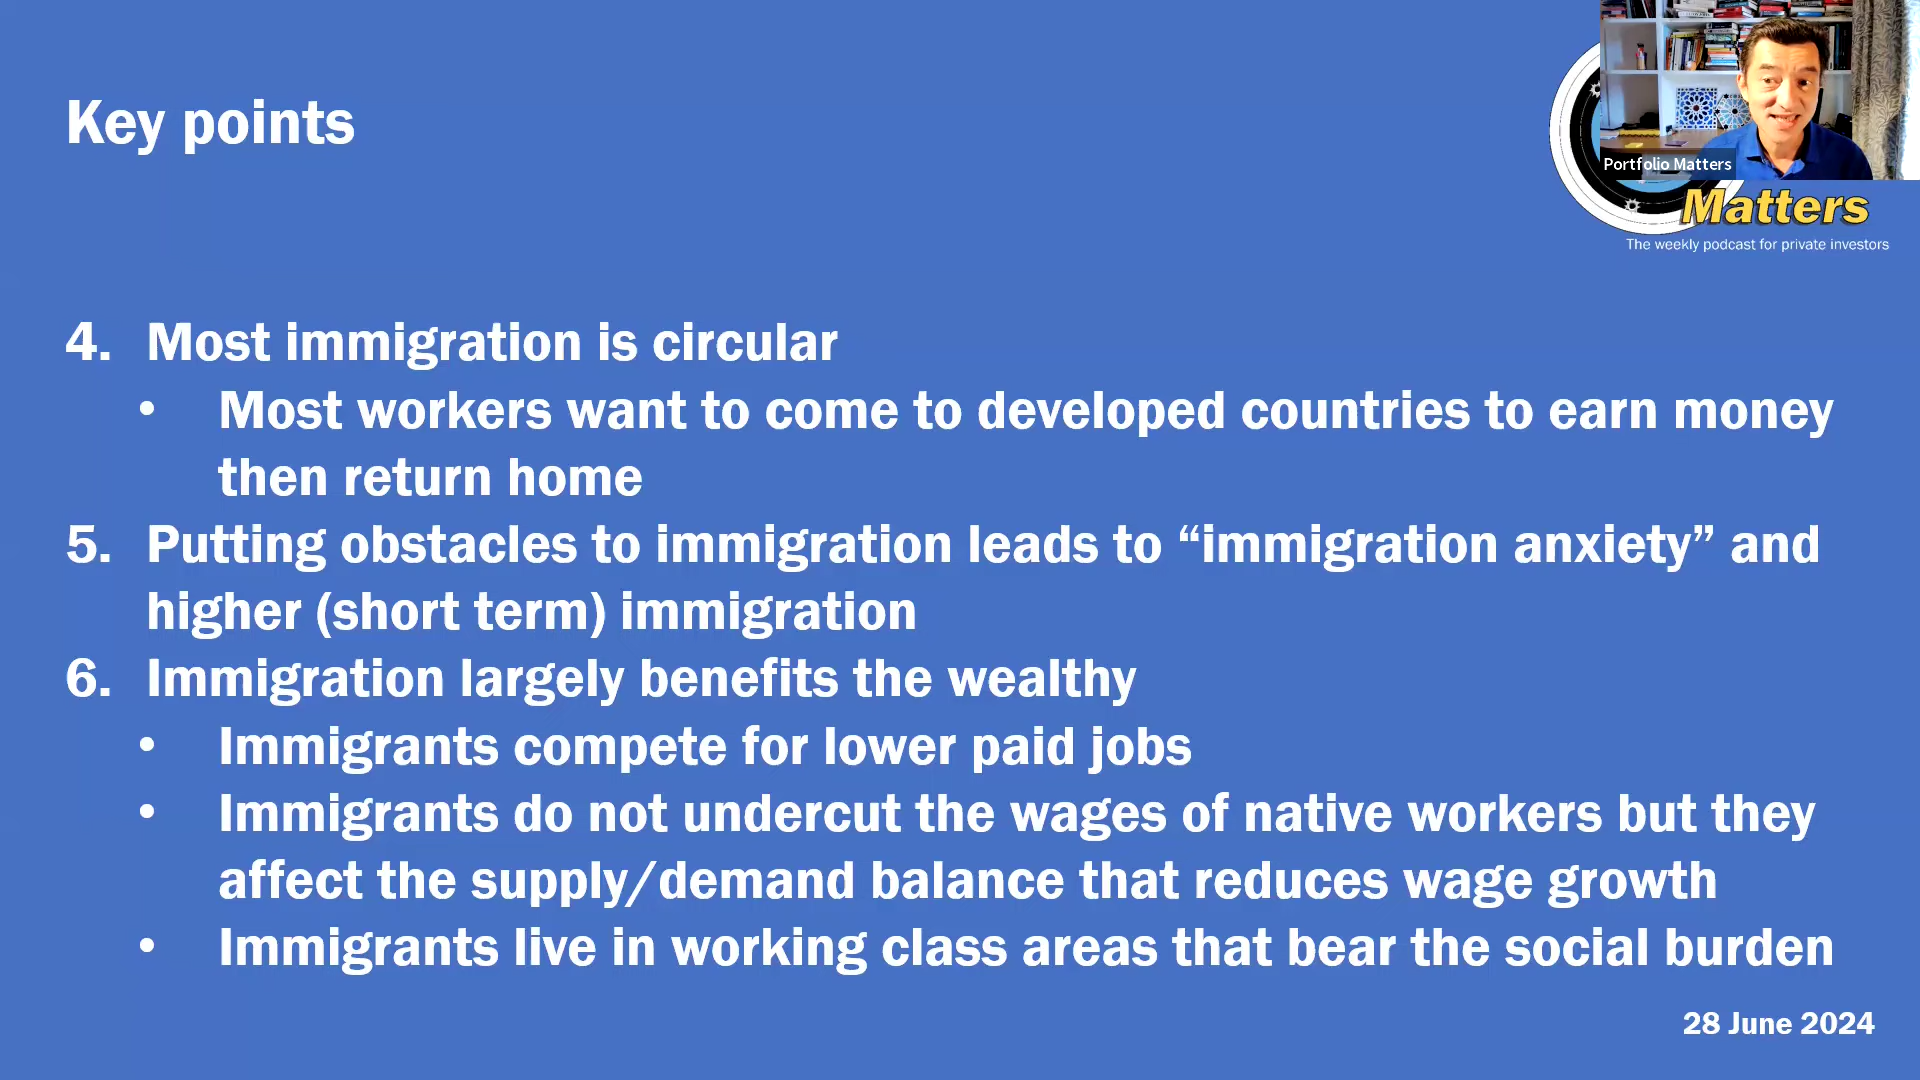 Key points
Portfolio Matters
Matters
The weekly podcast for private investors
4. Most immigration is circular
• Most workers want to come to developed countries to earn money
then return home
5. Putting obstacles to immigration leads to “immigration anxiety” and
higher (short term) immigration
6. Immigration largely benefits the wealthy
• Immigrants compete for lower paid jobs
• Immigrants do not undercut the wages of native workers but they
affect the supply/demand balance that reduces wage growth
• Immigrants live in working class areas that bear the social burden
28 June 2024